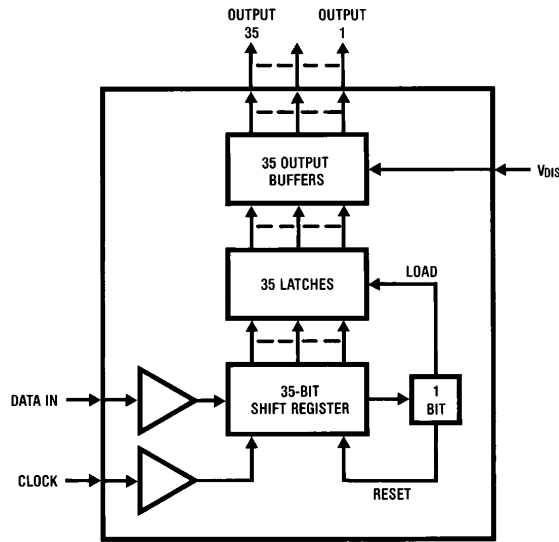 OUTPUT
35
OUTPUT
1
35 OUTPUT
BUFFERS
VDIS
LOAD
35 LATCHES
DATA IN
35-BIT
SHIFT REGISTER
1
BIT
CLOCK
RESET